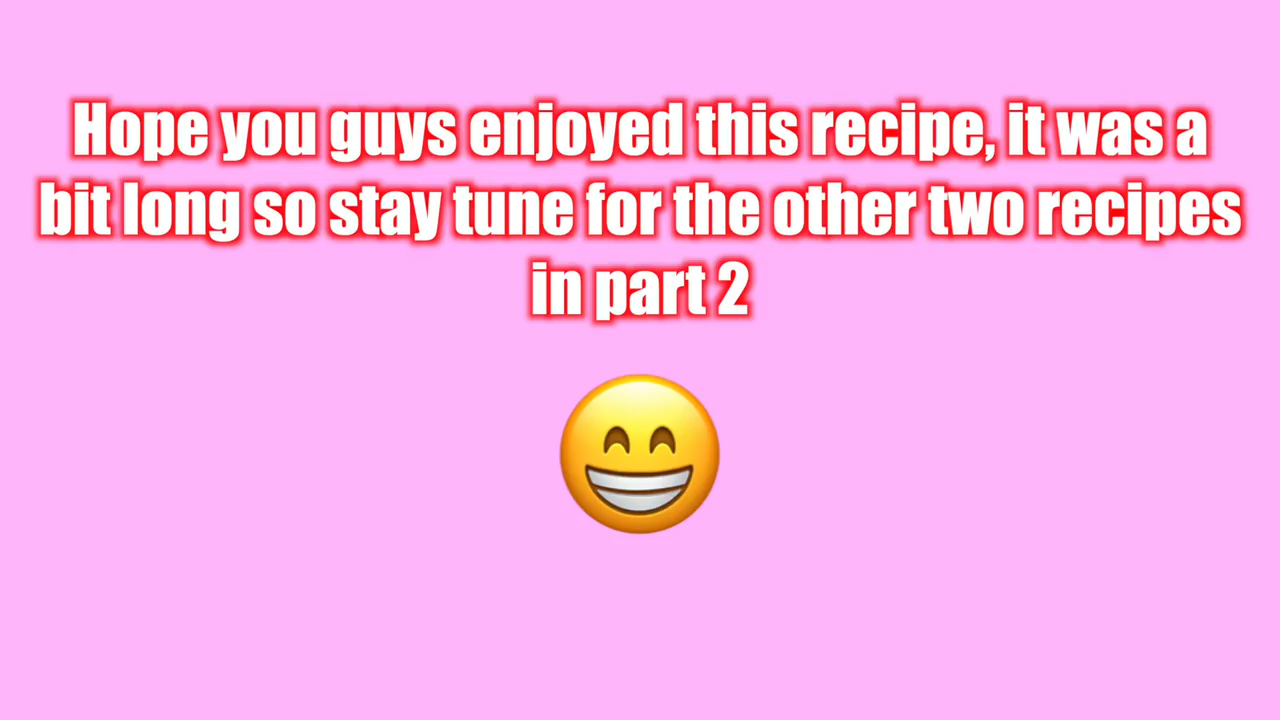 Hope you guys enjoyed this recipe, it was a
bit long so stay tune for the other two recipes
in part 2